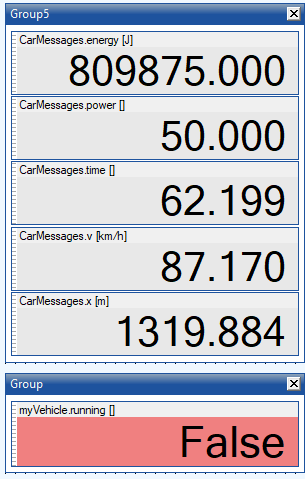 Group5
CarMessages.energy [J]
809875.000
CarMessages.power []
50.000
CarMessages.time []
62.199
CarMessages.v [km/h]
87.170
CarMessages.x [m]
1319.884
Group
myVehicle.running []
False